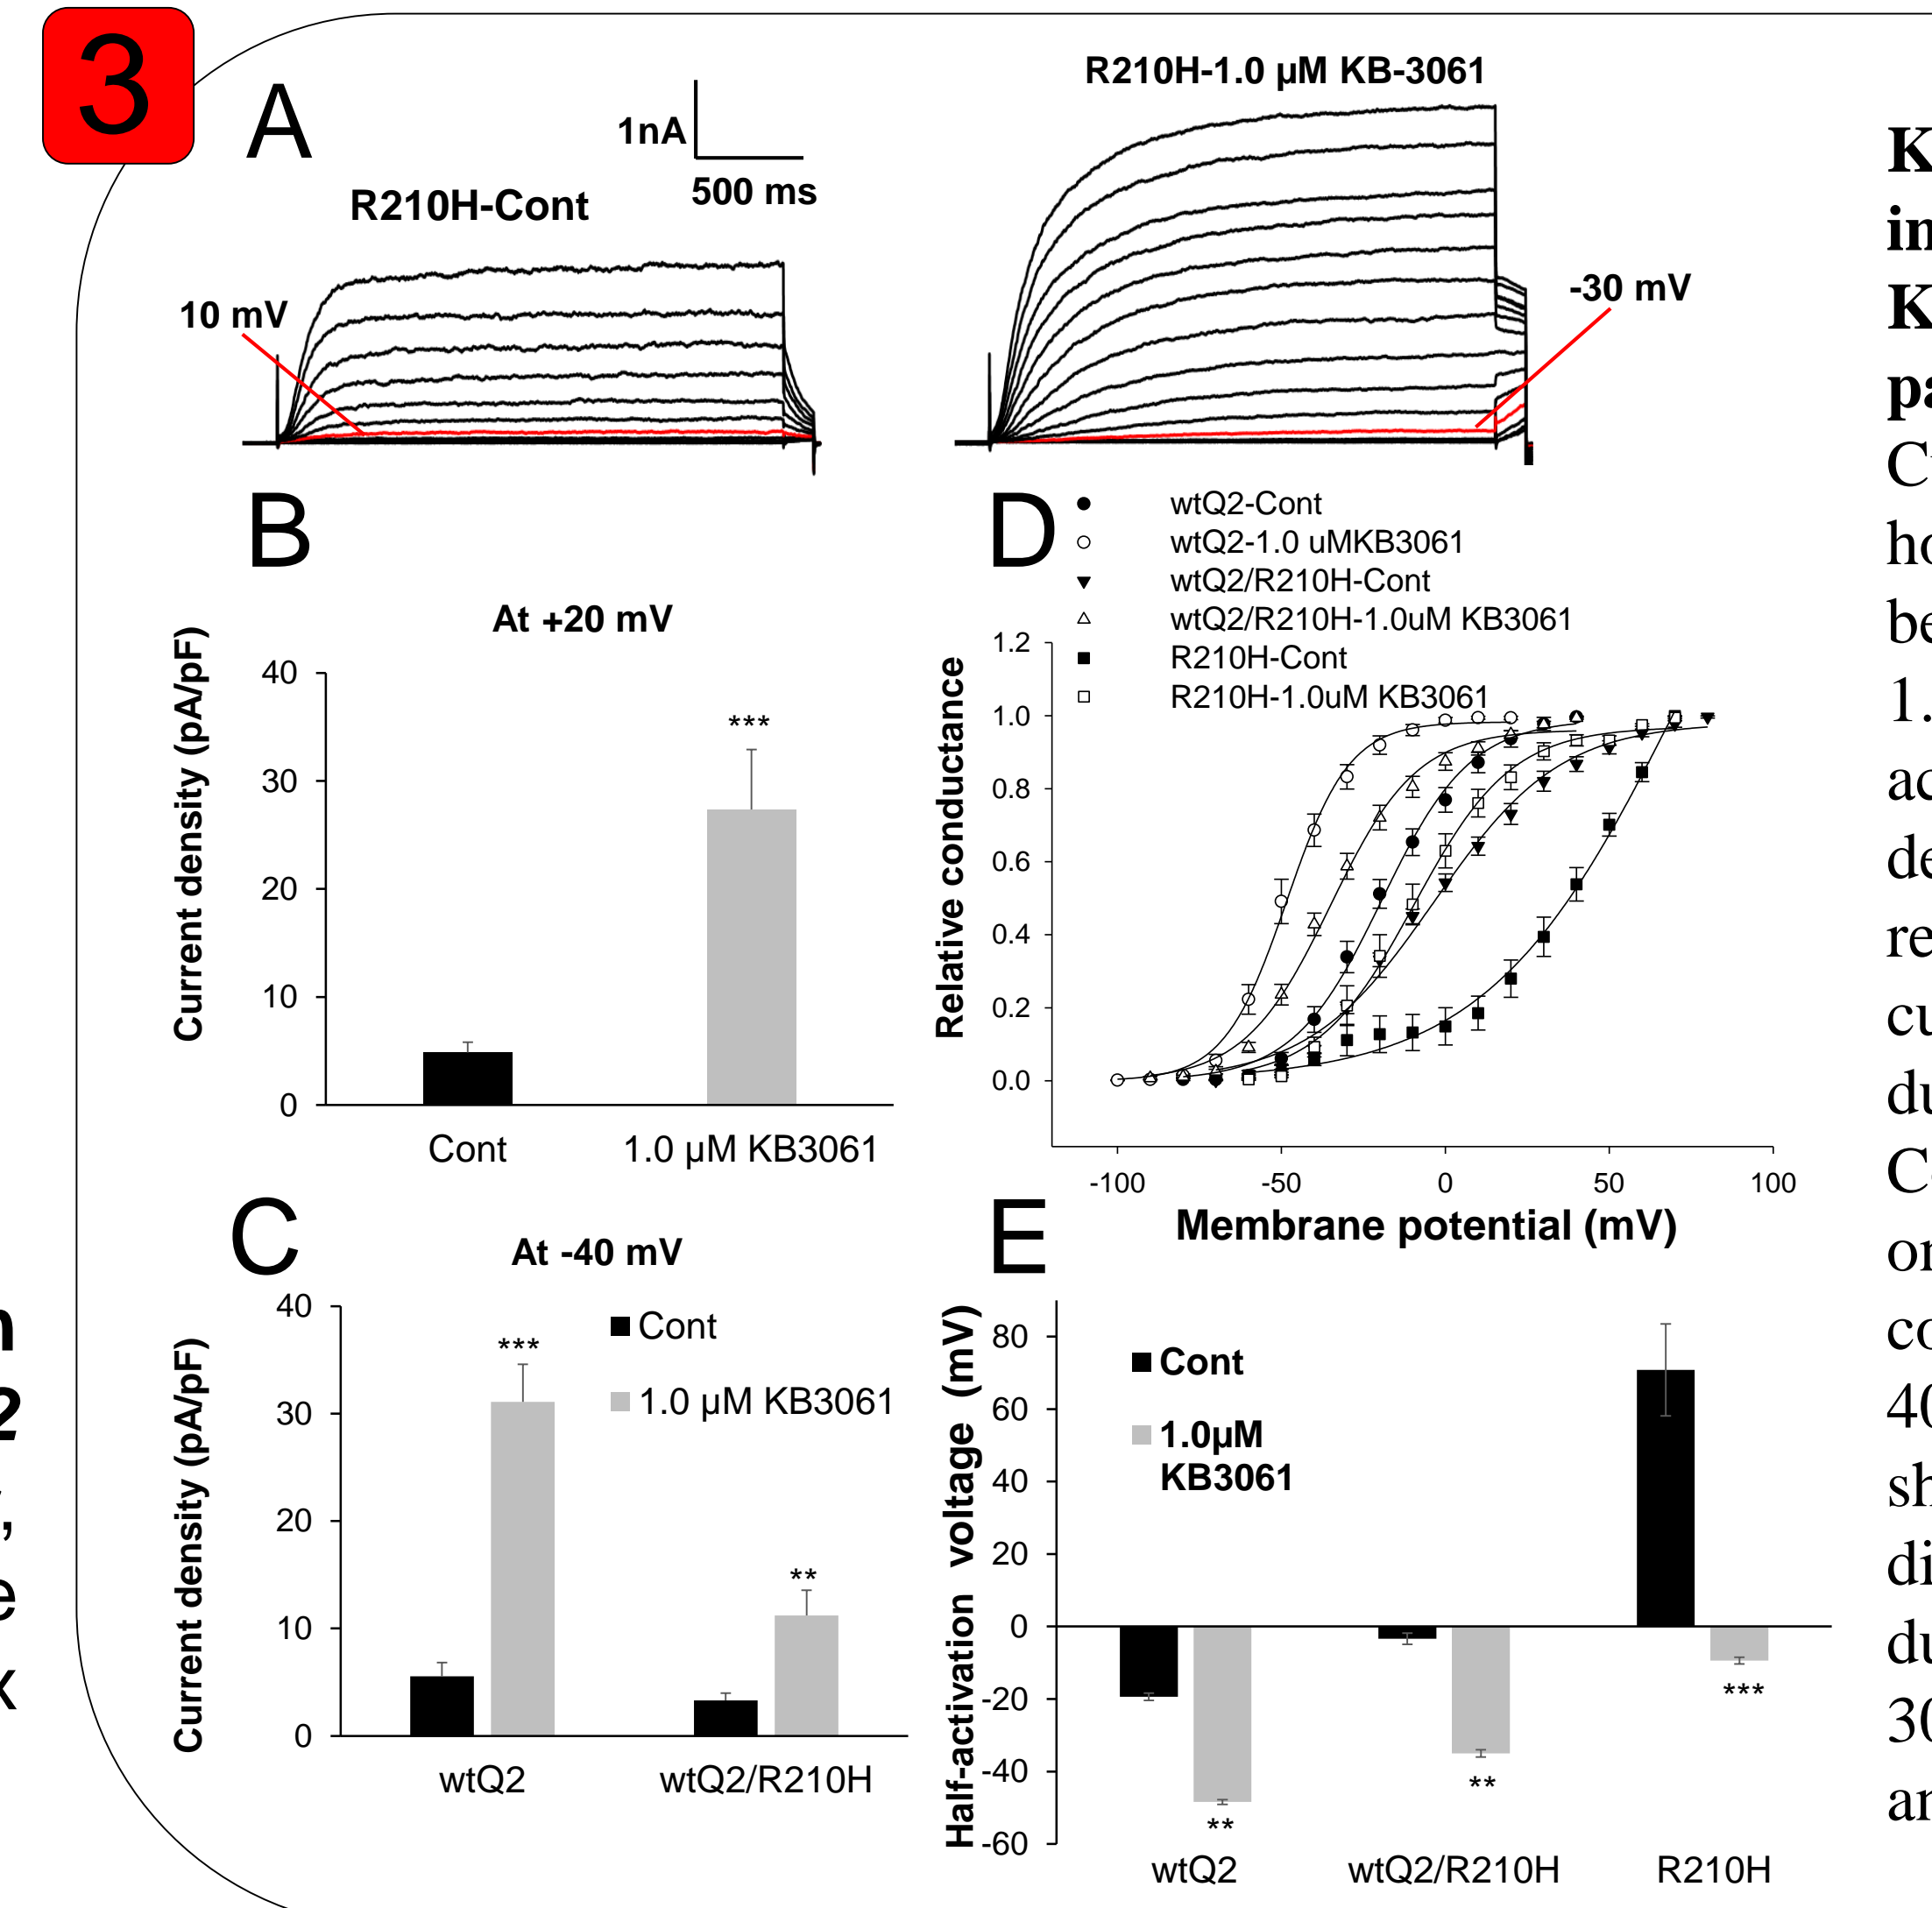 3
A
1nA
500 ms
R210H-Cont
10 mV
R210H-1.0 µM KB-3061
-30 mV
B
At +20 mV
Current density (pA/pF)
40
30
20
10
0
***
Cont
1.0 µM KB3061
C
At -40 mV
Current density (pA/pF)
40
30
20
10
0
***
**
Cont
1.0 µM KB3061
wtQ2
wtQ2/R210H
D
wtQ2-Cont
wtQ2-1.0 uMKB3061
wtQ2/R210H-Cont
wtQ2/R210H-1.0uM KB3061
R210H-Cont
R210H-1.0uM KB3061
Relative conductance
1.2
1.0
0.8
0.6
0.4
0.2
0.0
-100
-50
0
50
100
Membrane potential (mV)
E
Half-activation voltage (mV)
80
60
40
20
0
-20
-40
-60
Cont
1.0µM
KB3061
**
**
***
wtQ2
wtQ2/R210H
R210H